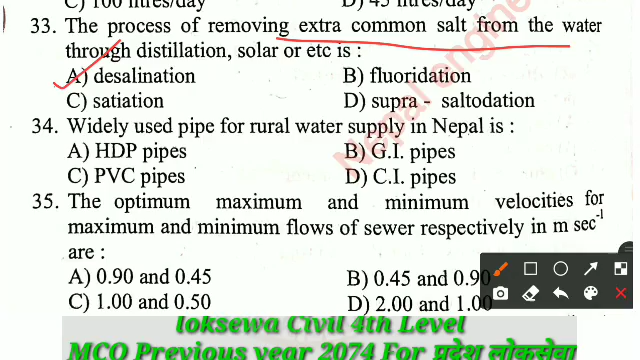 C) 100 litres/day D) 45 litres/day
33. The process of removing extra common salt from the water
through distillation, solar or etc is :
A) desalination B) fluoridation
C) satiation D) supra - saltodation
34. Widely used pipe for rural water supply in Nepal is :
A) HDP pipes B) G.I. pipes
C) PVC pipes D) C.I. pipes
35. The optimum maximum and minimum velocities for
maximum and minimum flows of sewer respectively in m sec⁻¹
are :
A) 0.90 and 0.45 B) 0.45 and 0.90
C) 1.00 and 0.50 D) 2.00 and 1.00
loksewa Civil 4th Level
MCQ Previous year 2074 For प्रदेश लोकसेवा
Nepal engine